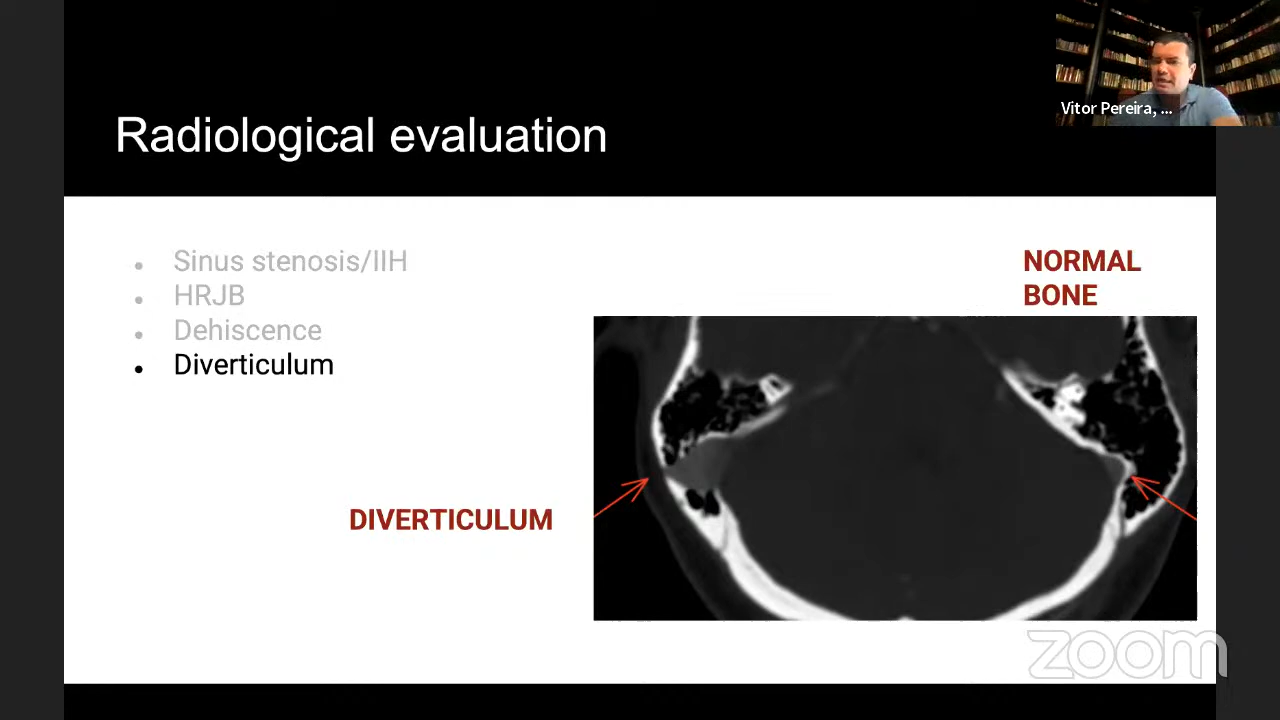 Vitor Pereira, ...
Radiological evaluation
Sinus stenosis/IIH
HRJB
Dehiscence
Diverticulum
NORMAL
BONE
DIVERTICULUM
zoom